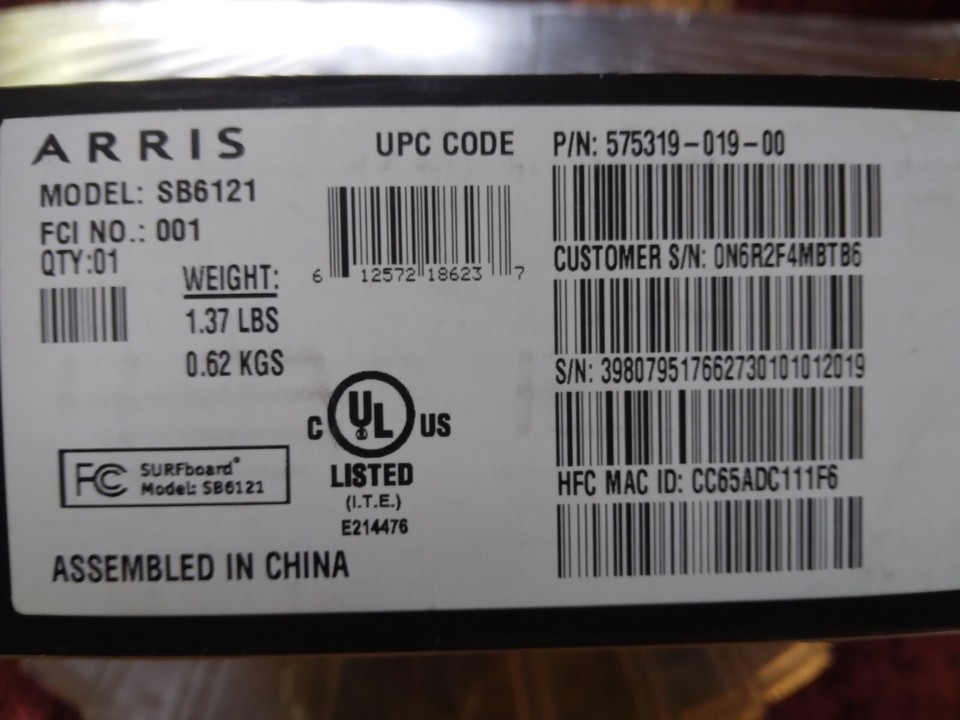 ARRIS
MODEL: SB6121
FCI NO.: 001
QTY:01
WEIGHT:
1.37 LBS
0.62 KGS
UPC CODE
6 12572 18623 7
P/N: 575319-019-00
CUSTOMER S/N: 0N6R2F4MBTB6
S/N: 398079517662730101012019
HFC MAC ID: CC65ADC111F6
C UL US
LISTED
(I.T.E.)
E214476
FC SURFboard®
Model: SB6121
ASSEMBLED IN CHINA